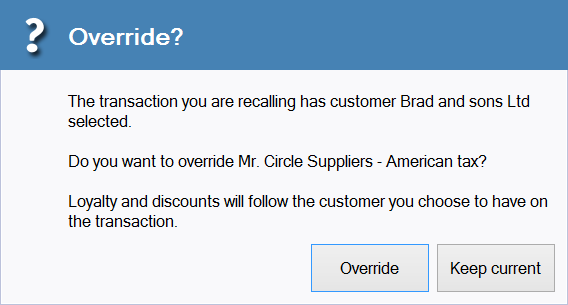 Override?
The transaction you are recalling has customer Brad and sons Ltd
selected.
Do you want to override Mr. Circle Suppliers - American tax?
Loyalty and discounts will follow the customer you choose to have on
the transaction.
Override
Keep current